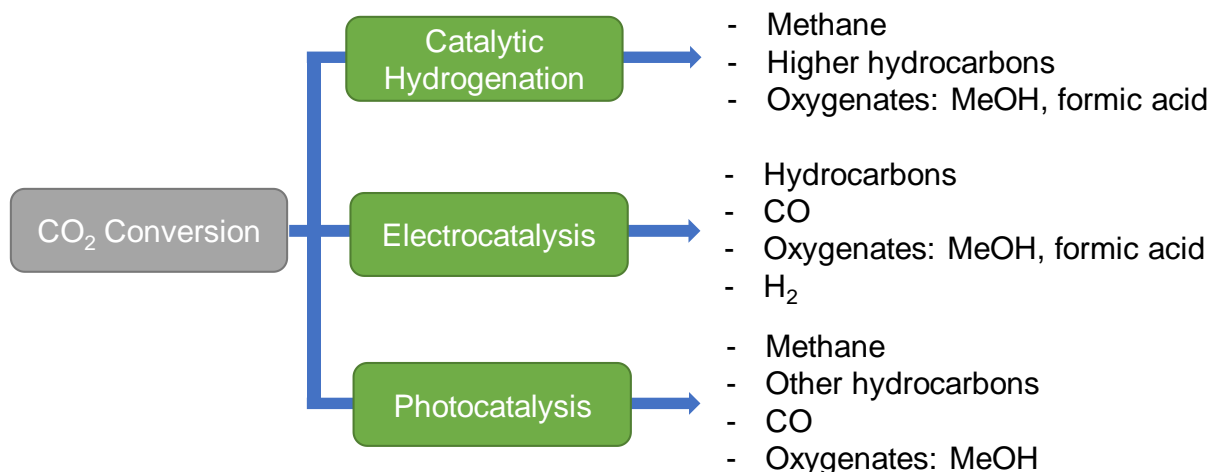 Catalytic
Hydrogenation
- Methane
- Higher hydrocarbons
- Oxygenates: MeOH, formic acid
CO₂ Conversion
Electrocatalysis
- Hydrocarbons
- CO
- Oxygenates: MeOH, formic acid
- H₂
Photocatalysis
- Methane
- Other hydrocarbons
- CO
- Oxygenates: MeOH